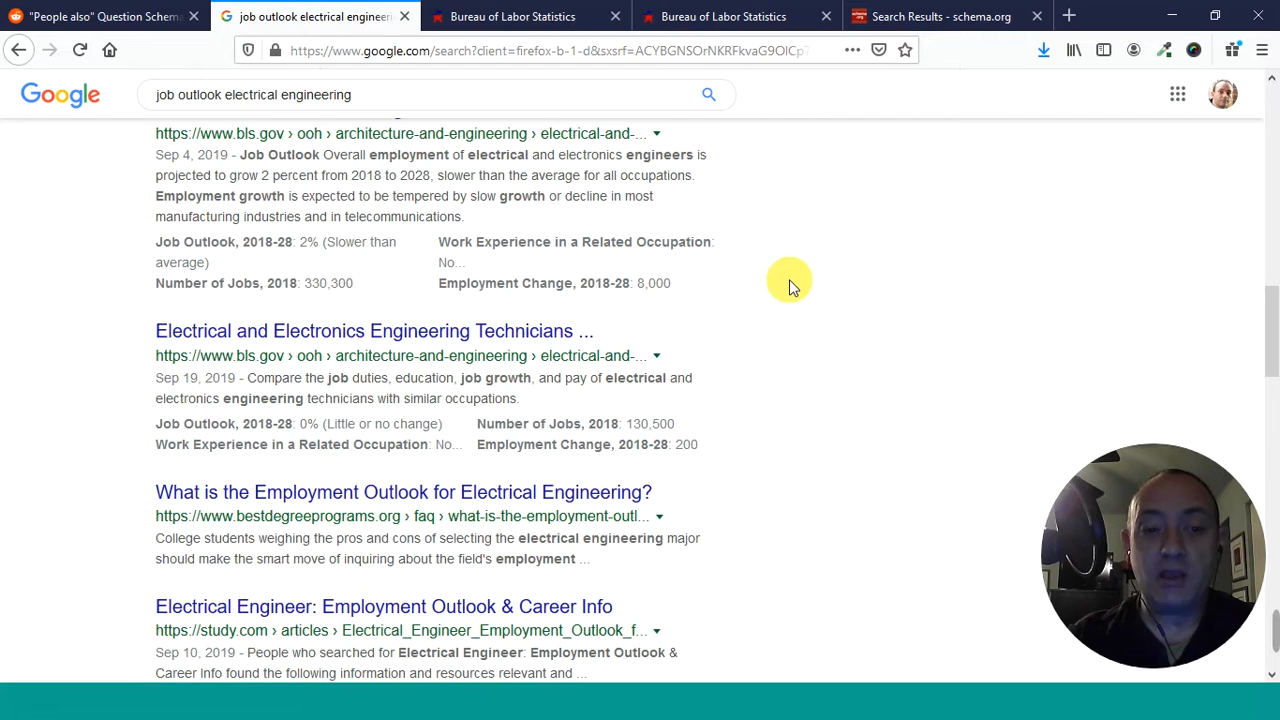 "People also" Question Schema
job outlook electrical engineeri
Bureau of Labor Statistics
Bureau of Labor Statistics
Search Results - schema.org
https://www.google.com/search?client=firefox-b-1-d&sxsrf=ACYBGNSOrNKRFkvaG9OlCp7
Google
job outlook electrical engineering
https://www.bls.gov › ooh › architecture-and-engineering › electrical-and-...
Sep 4, 2019 - Job Outlook Overall employment of electrical and electronics engineers is
projected to grow 2 percent from 2018 to 2028, slower than the average for all occupations.
Employment growth is expected to be tempered by slow growth or decline in most
manufacturing industries and in telecommunications.
Job Outlook, 2018-28: 2% (Slower than
average)
Work Experience in a Related Occupation:
No...
Number of Jobs, 2018: 330,300
Employment Change, 2018-28: 8,000
Electrical and Electronics Engineering Technicians ...
https://www.bls.gov › ooh › architecture-and-engineering › electrical-and-...
Sep 19, 2019 - Compare the job duties, education, job growth, and pay of electrical and
electronics engineering technicians with similar occupations.
Job Outlook, 2018-28: 0% (Little or no change)
Number of Jobs, 2018: 130,500
Work Experience in a Related Occupation: No...
Employment Change, 2018-28: 200
What is the Employment Outlook for Electrical Engineering?
https://www.bestdegreeprograms.org › faq › what-is-the-employment-outl...
College students weighing the pros and cons of selecting the electrical engineering major
should make the smart move of inquiring about the field's employment ...
Electrical Engineer: Employment Outlook & Career Info
https://study.com › articles › Electrical_Engineer_Employment_Outlook_f...
Sep 10, 2019 - People who searched for Electrical Engineer: Employment Outlook &
Career Info found the following information and resources relevant and ...